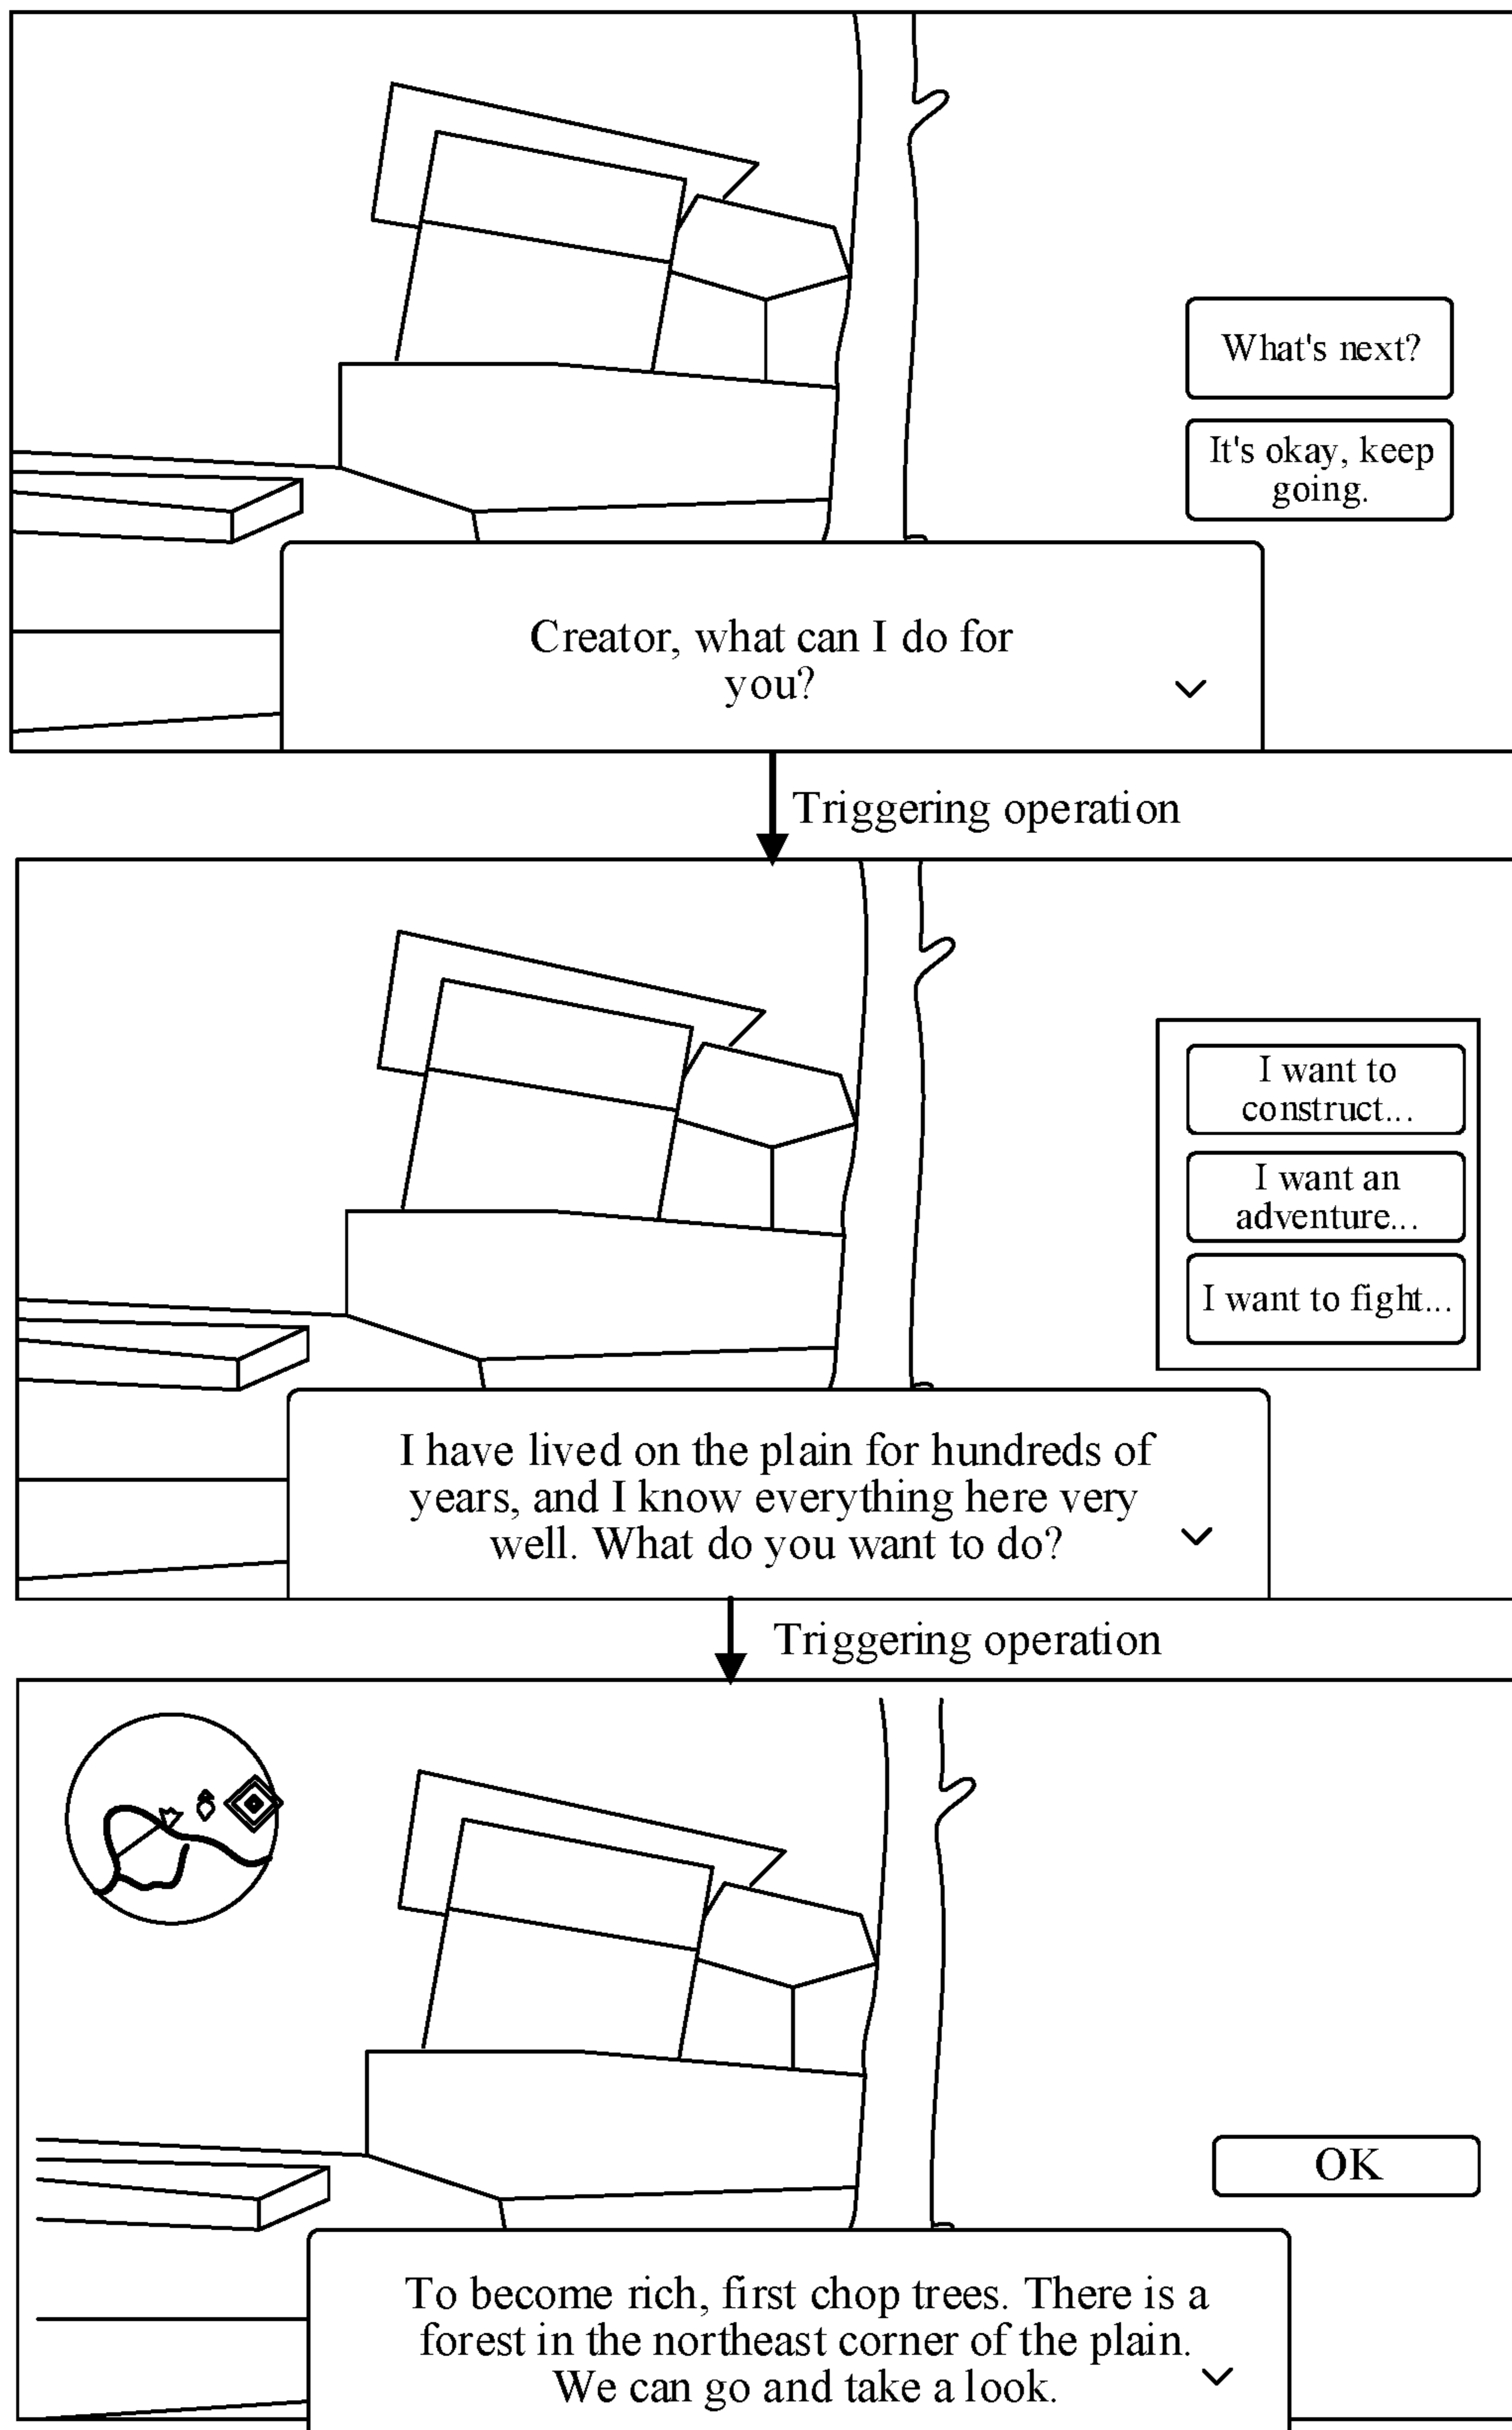 What's next?
It's okay, keep
going.
Creator, what can I do for
you?
Triggering operation
I want to
construct...
I want an
adventure...
I want to fight...
I have lived on the plain for hundreds of
years, and I know everything here very
well. What do you want to do?
Triggering operation
OK
To become rich, first chop trees. There is a
forest in the northeast corner of the plain.
We can go and take a look.